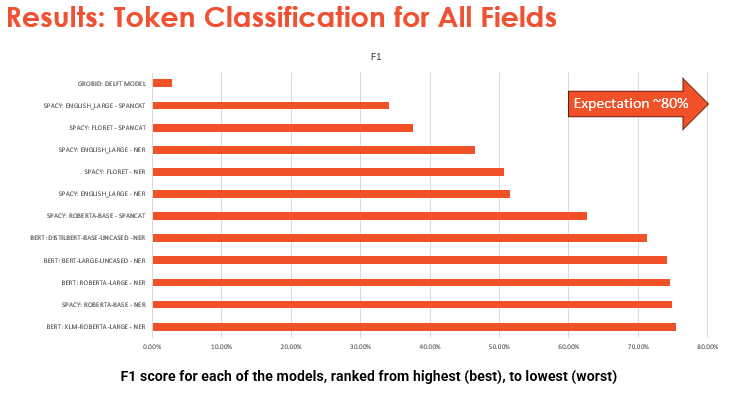 Results: Token Classification for All Fields
F1
GROBID: DELFT MODEL
SPACY: ENGLISH_LARGE - SPANCAT
SPACY: FLORET - SPANCAT
SPACY: ENGLISH_LARGE - NER
SPACY: FLORET - NER
SPACY: ENGLISH_LARGE - NER
SPACY: ROBERTA-BASE - SPANCAT
BERT: DISTILBERT-BASE-UNCASED -NER
BERT: BERT-LARGE-UNCASED - NER
BERT: ROBERTA-LARGE - NER
SPACY: ROBERTA-BASE - NER
BERT: XLM-ROBERTA-LARGE - NER
Expectation ~80%
0.00% 10.00% 20.00% 30.00% 40.00% 50.00% 60.00% 70.00% 80.00%
F1 score for each of the models, ranked from highest (best), to lowest (worst)